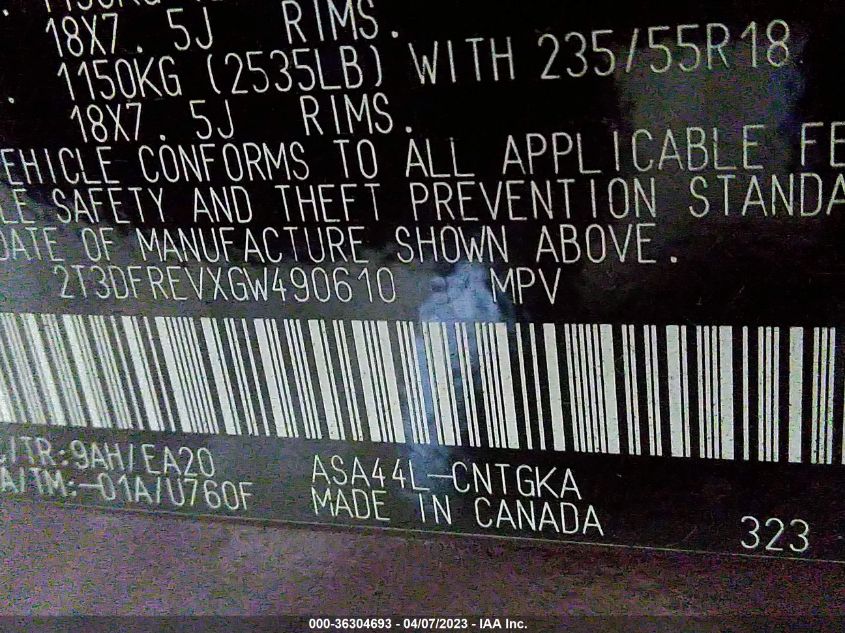 18X7.5J RIMS.
1150KG (2535LB) WITH 235/55R18
18X7.5J RIMS.
EHICLE CONFORMS TO ALL APPLICABLE FE
LE SAFETY AND THEFT PREVENTION STANDA
DATE OF MANUFACTURE SHOWN ABOVE.
2T3DFREVXGW490610 MPV
/TR:9AH/EA20 ASA44L-CNTGKA
A/TM:-01A/U760F MADE IN CANADA
323
000-36304693 - 04/07/2023 - IAA Inc.